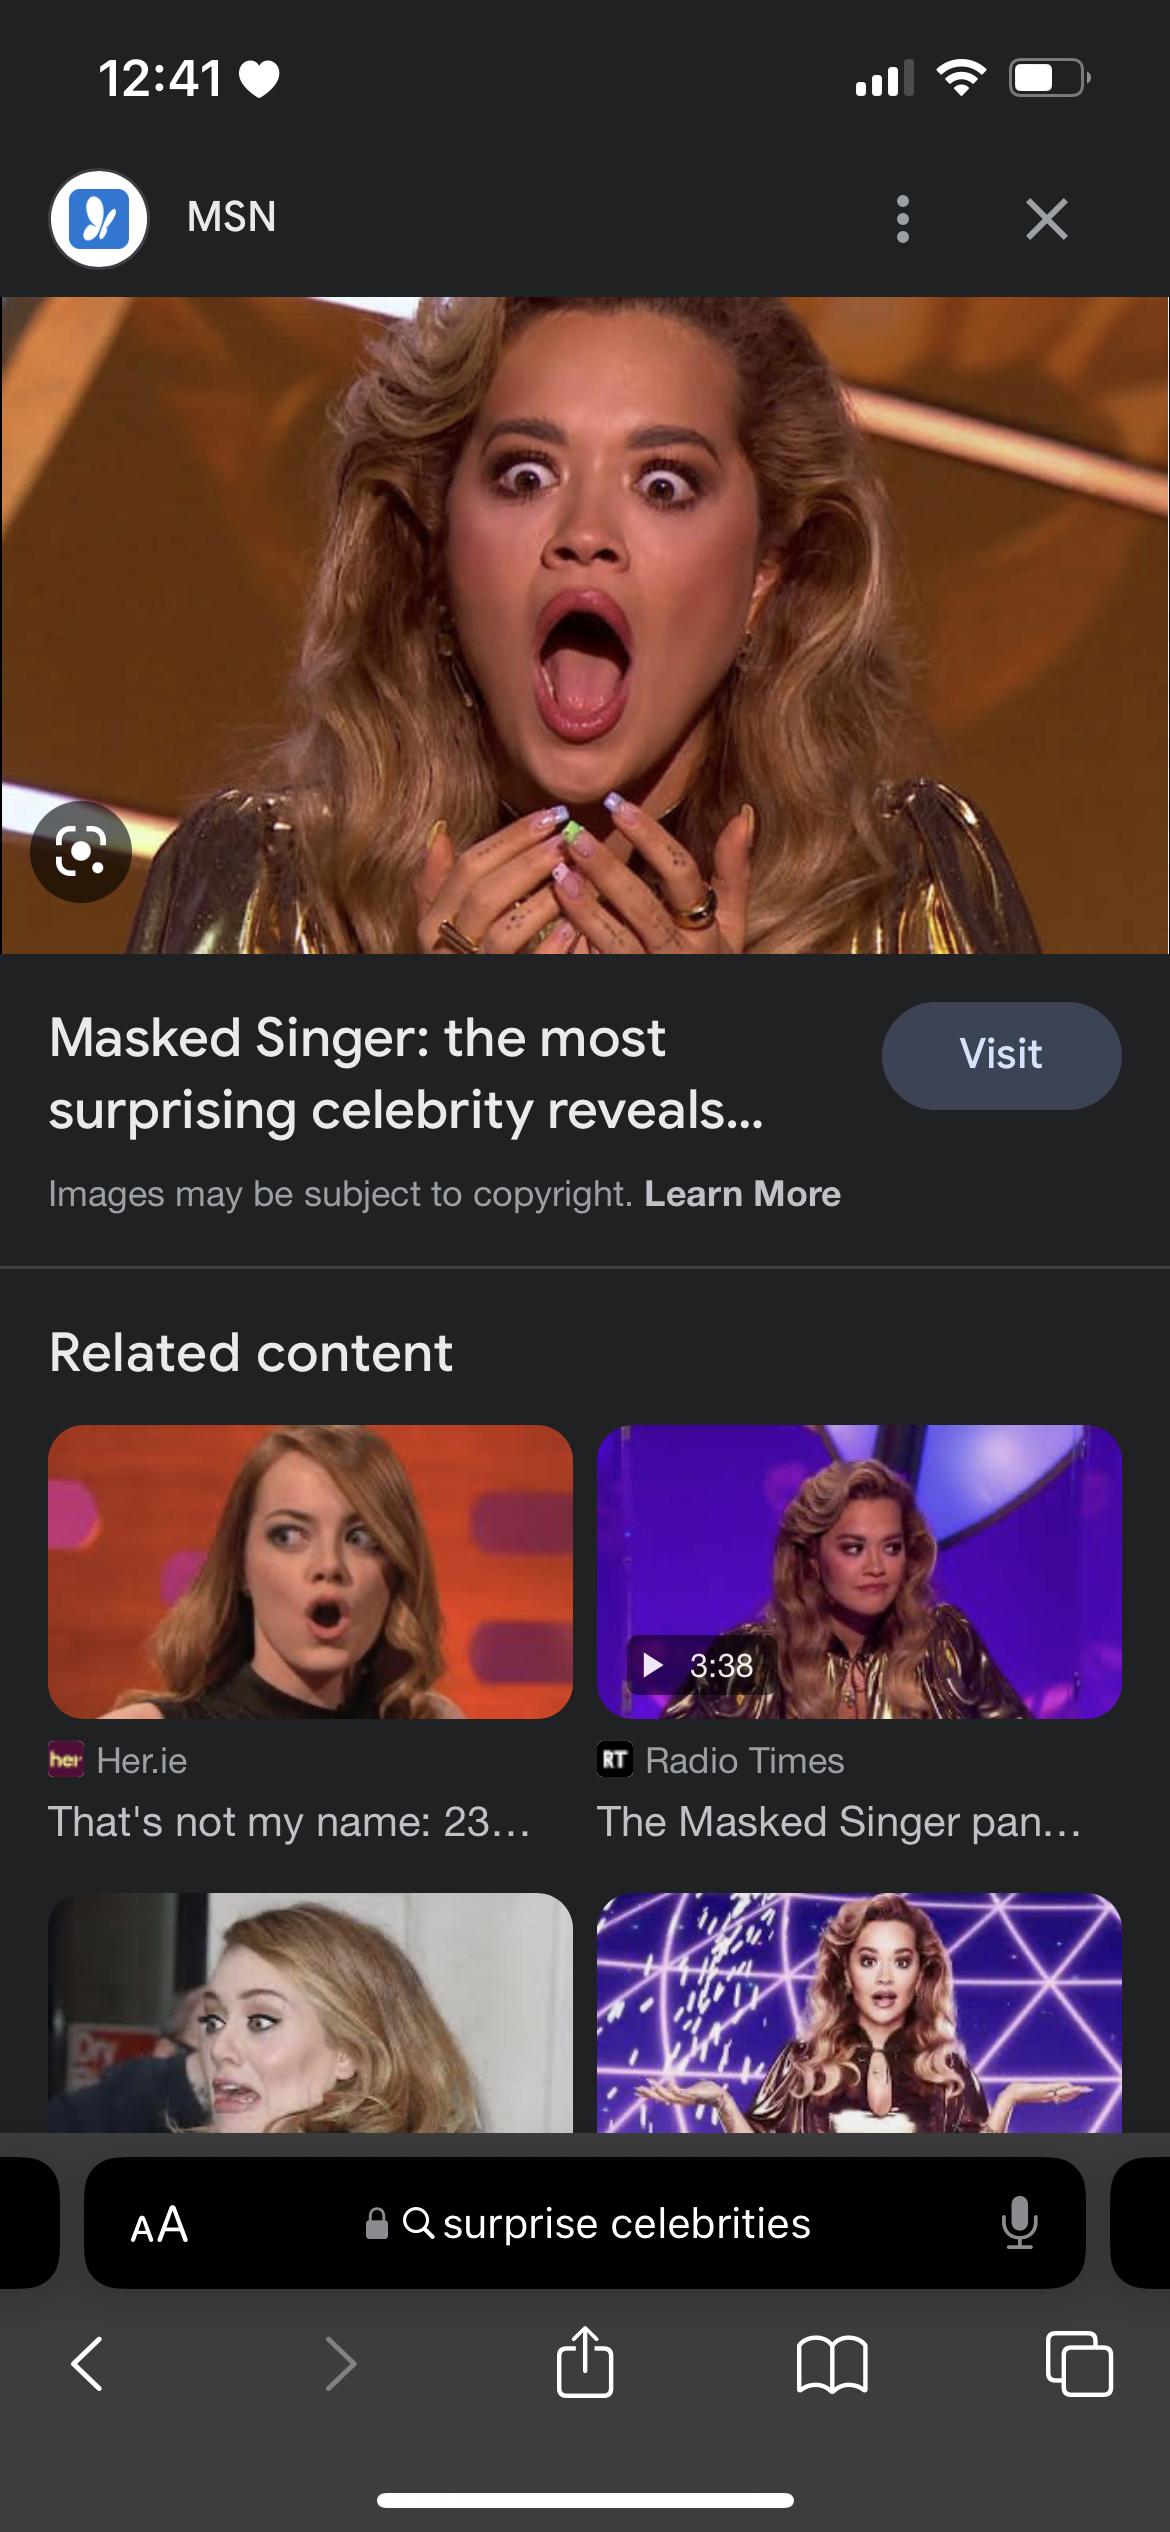 12:41
MSN
Masked Singer: the most
surprising celebrity reveals...
Visit
Images may be subject to copyright. Learn More
Related content
3:38
her Her.ie
RT Radio Times
That's not my name: 23...
The Masked Singer pan...
AA surprise celebrities